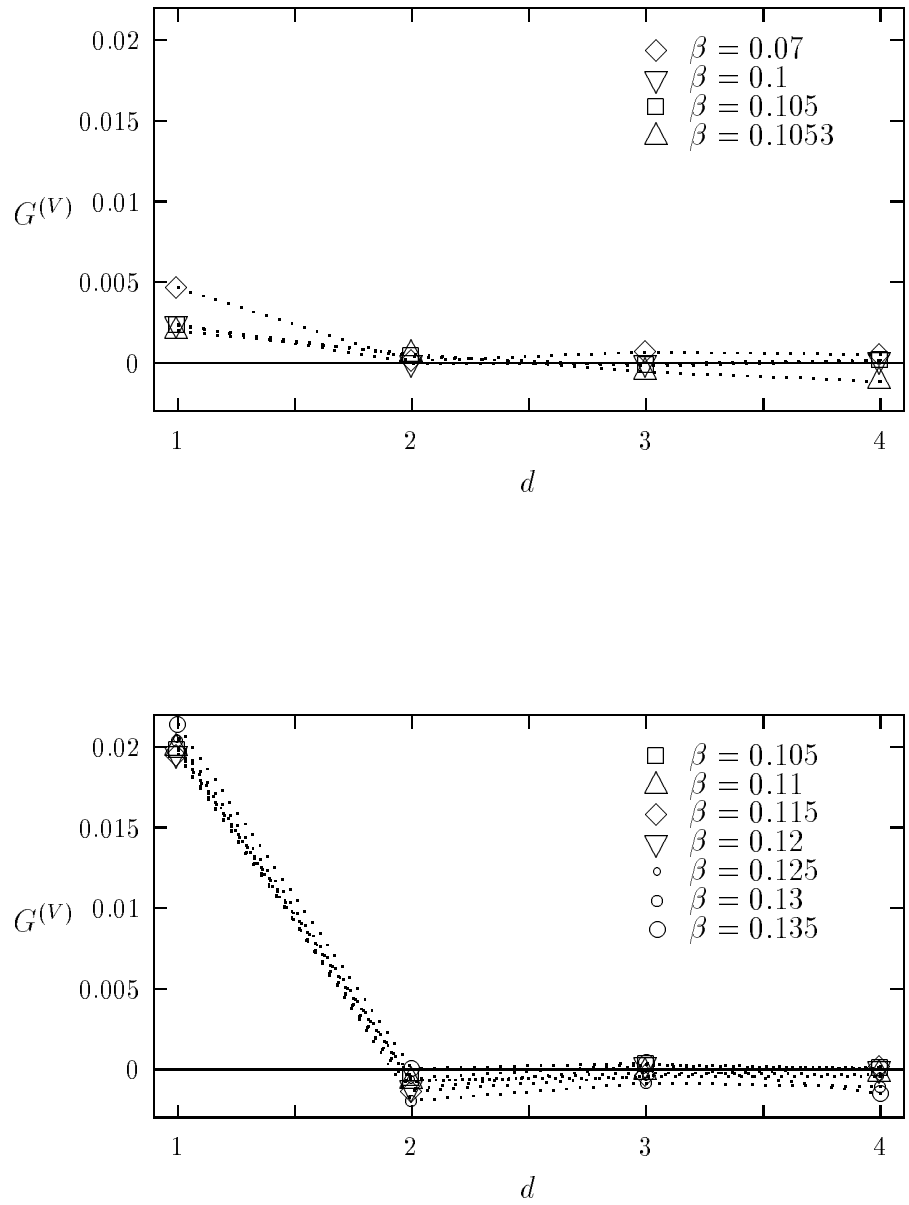 0.02
0.015
G^(V) 0.01
0.005
0
β = 0.07
β = 0.1
β = 0.105
β = 0.1053
1 2 3 4
d
0.02
0.015
G^(V) 0.01
0.005
0
β = 0.105
β = 0.11
β = 0.115
β = 0.12
β = 0.125
β = 0.13
β = 0.135
1 2 3 4
d